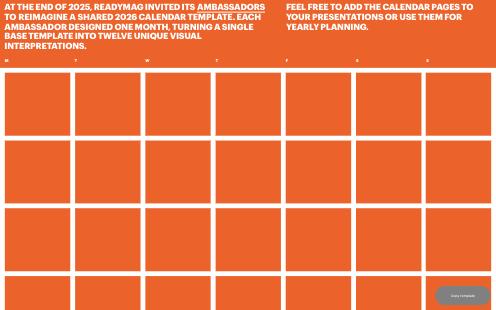 AT THE END OF 2025, READYMAG INVITED ITS AMBASSADORS
TO REIMAGINE A SHARED 2026 CALENDAR TEMPLATE. EACH
AMBASSADOR DESIGNED ONE MONTH, TURNING A SINGLE
BASE TEMPLATE INTO TWELVE UNIQUE VISUAL
INTERPRETATIONS.
FEEL FREE TO ADD THE CALENDAR PAGES TO
YOUR PRESENTATIONS OR USE THEM FOR
YEARLY PLANNING.
M T W T F S S
Copy template